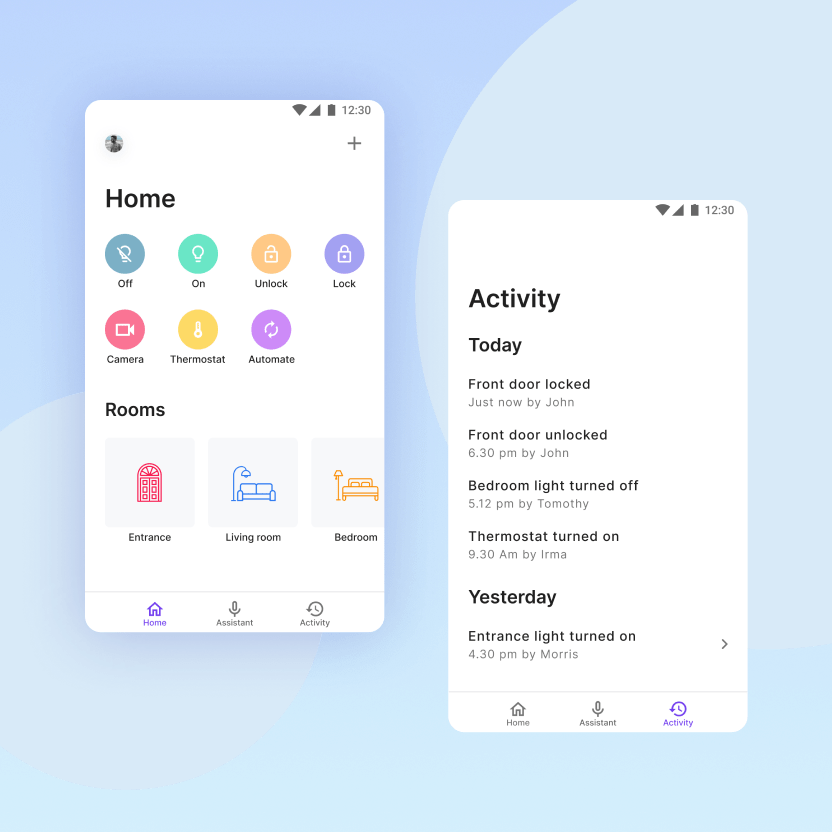 12:30
Home
Off On Unlock Lock
Camera Thermostat Automate
Rooms
Entrance Living room Bedroom
Home Assistant Activity
12:30
Activity
Today
Front door locked
Just now by John
Front door unlocked
6.30 pm by John
Bedroom light turned off
5.12 pm by Tomothy
Thermostat turned on
9.30 Am by Irma
Yesterday
Entrance light turned on
4.30 pm by Morris
Home Assistant Activity